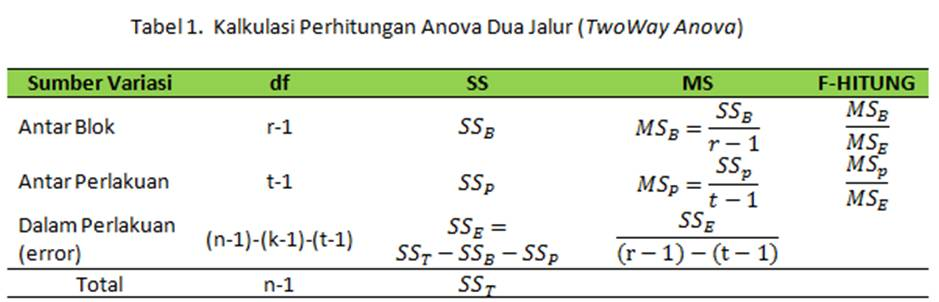 Tabel 1. Kalkulasi Perhitungan Anova Dua Jalur (TwoWay Anova)
Sumber Variasi df SS MS F-HITUNG
Antar Blok r-1 SS_B MS_B = SS_B / r − 1 MS_B / MS_E
Antar Perlakuan t-1 SS_P MS_P = SS_p / t − 1 MS_p / MS_E
Dalam Perlakuan (error) (n-1)-(k-1)-(t-1) SS_E = SS_T − SS_B − SS_P SS_E / (r − 1) − (t − 1)
Total n-1 SS_T